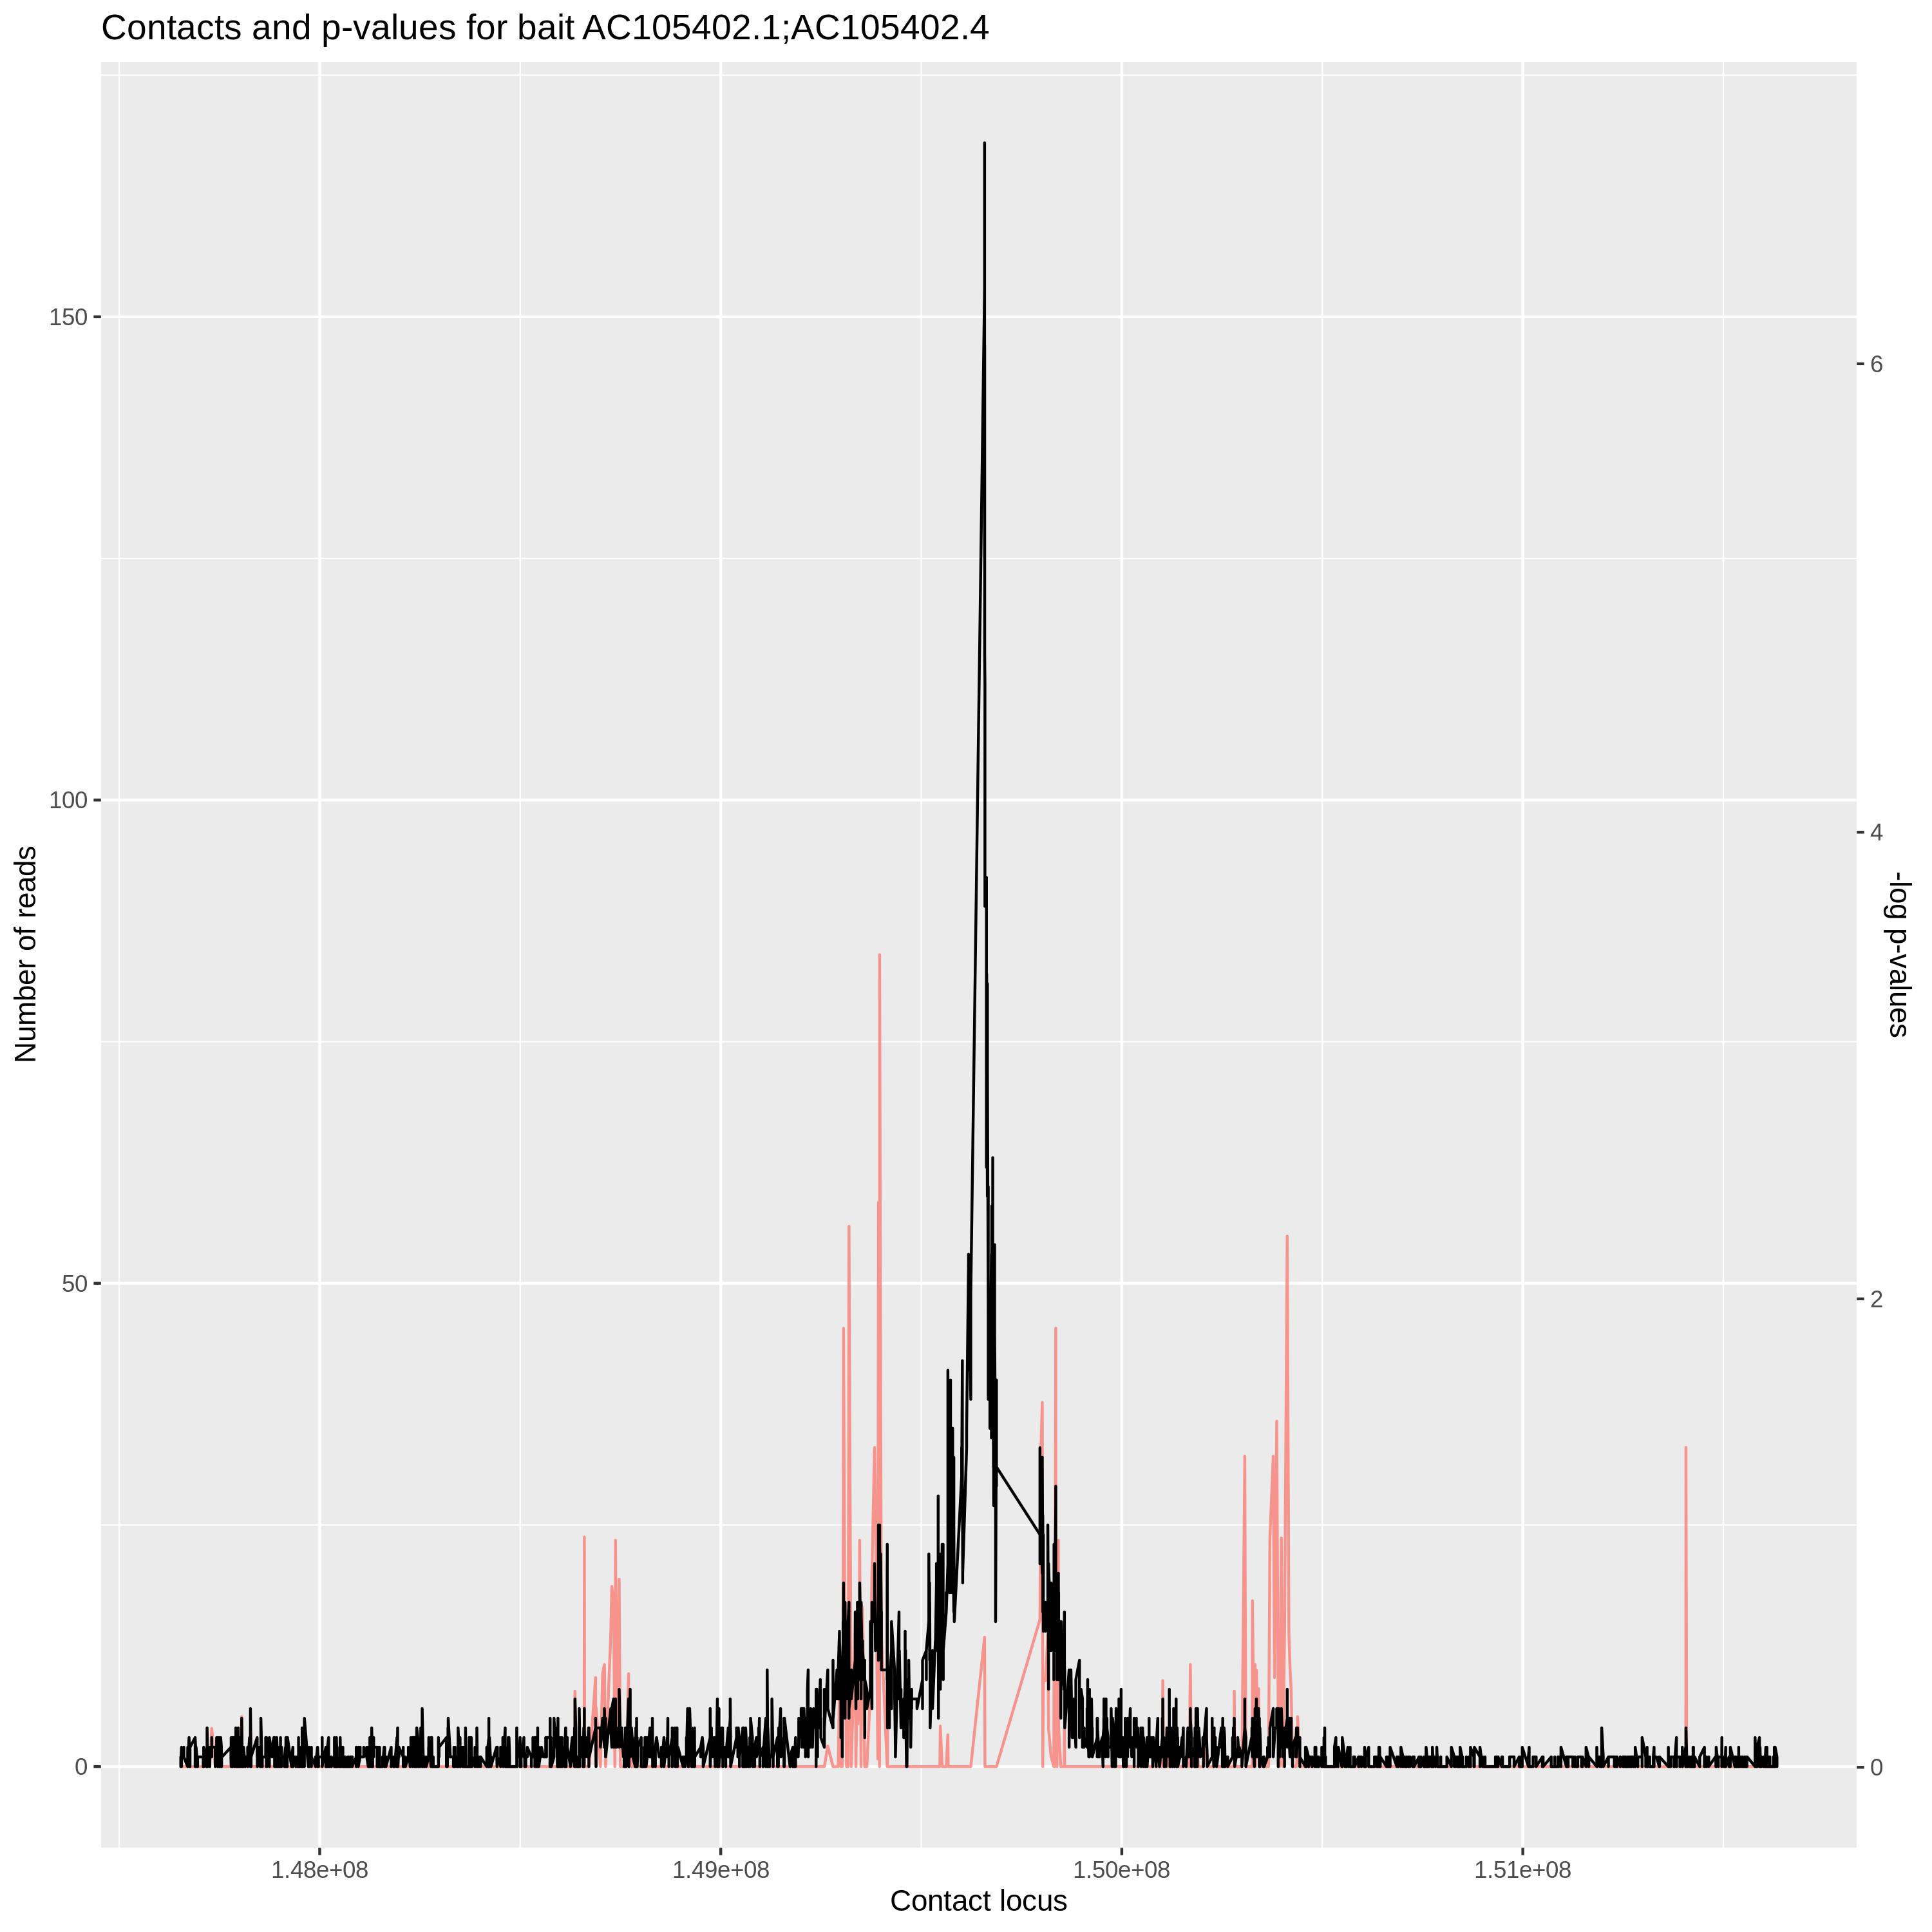 Contacts and p-values for bait AC105402.1;AC105402.4
150
100
50
0
Number of reads
6
4
2
0
-log p-values
1.48e+08
1.49e+08
1.50e+08
1.51e+08
Contact locus